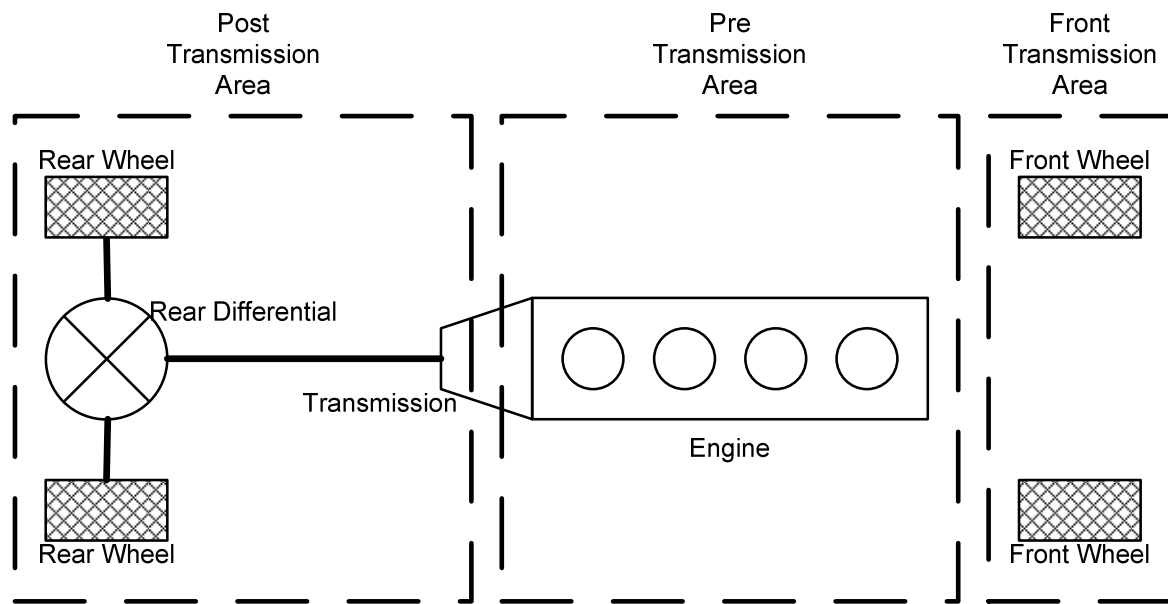 Post
Transmission
Area
Pre
Transmission
Area
Front
Transmission
Area
Rear Wheel
Front Wheel
Rear Differential
Transmission
Engine
Rear Wheel
Front Wheel